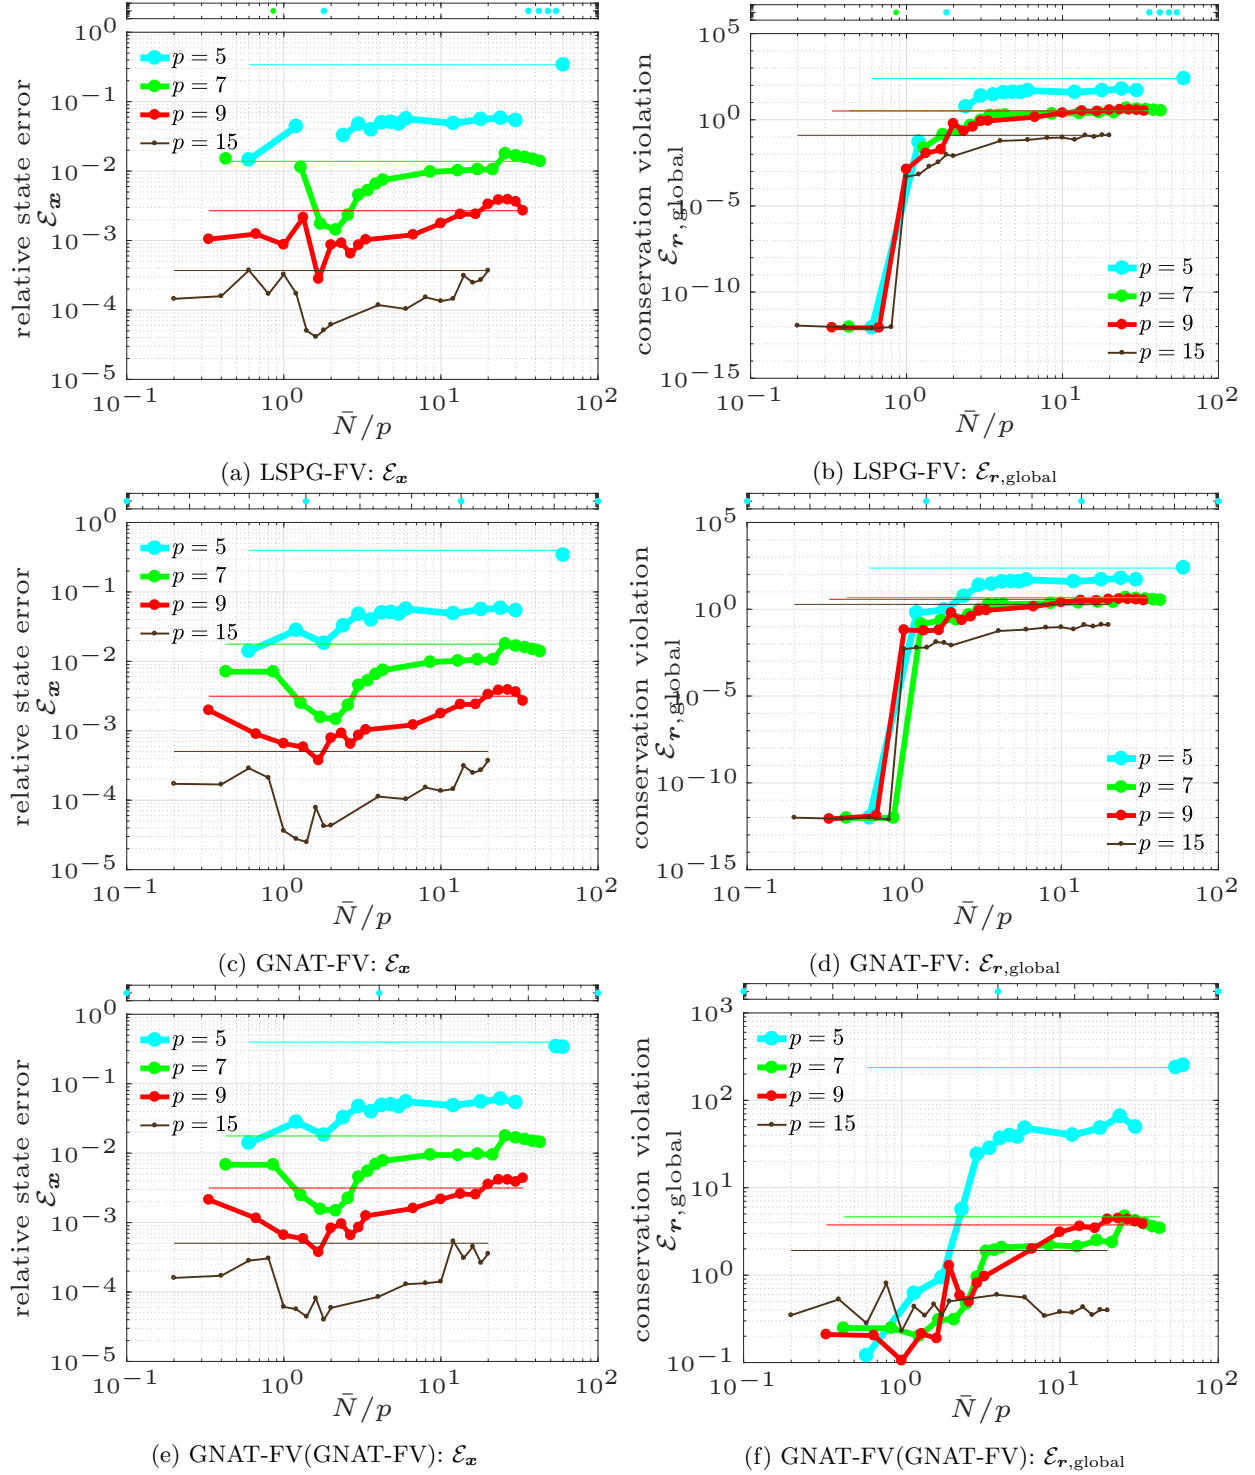 10^0
10^-1
10^-2
10^-3
10^-4
10^-5
10^-1
10^0
10^1
10^2
relative state error
𝓔_𝒙
N̄/p
p = 5
p = 7
p = 9
p = 15
(a) LSPG-FV: 𝓔_𝒙
10^5
10^0
10^-5
10^-10
10^-15
10^-1
10^0
10^1
10^2
conservation violation
𝓔_𝒓,global
N̄/p
p = 5
p = 7
p = 9
p = 15
(b) LSPG-FV: 𝓔_𝒓,global
10^0
10^-1
10^-2
10^-3
10^-4
10^-5
10^-1
10^0
10^1
10^2
relative state error
𝓔_𝒙
N̄/p
p = 5
p = 7
p = 9
p = 15
(c) GNAT-FV: 𝓔_𝒙
10^5
10^0
10^-5
10^-10
10^-15
10^-1
10^0
10^1
10^2
conservation violation
𝓔_𝒓,global
N̄/p
p = 5
p = 7
p = 9
p = 15
(d) GNAT-FV: 𝓔_𝒓,global
10^0
10^-1
10^-2
10^-3
10^-4
10^-5
10^-1
10^0
10^1
10^2
relative state error
𝓔_𝒙
N̄/p
p = 5
p = 7
p = 9
p = 15
(e) GNAT-FV(GNAT-FV): 𝓔_𝒙
10^3
10^2
10^1
10^0
10^-1
10^-1
10^0
10^1
10^2
conservation violation
𝓔_𝒓,global
N̄/p
p = 5
p = 7
p = 9
p = 15
(f) GNAT-FV(GNAT-FV): 𝓔_𝒓,global